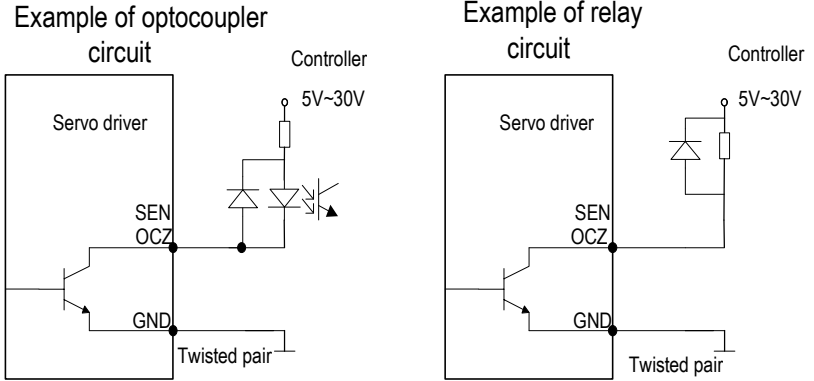 Example of optocoupler
circuit
Controller
5V~30V
Servo driver
SEN
OCZ
GND
Twisted pair
Example of relay
circuit
Controller
5V~30V
Servo driver
SEN
OCZ
GND
Twisted pair